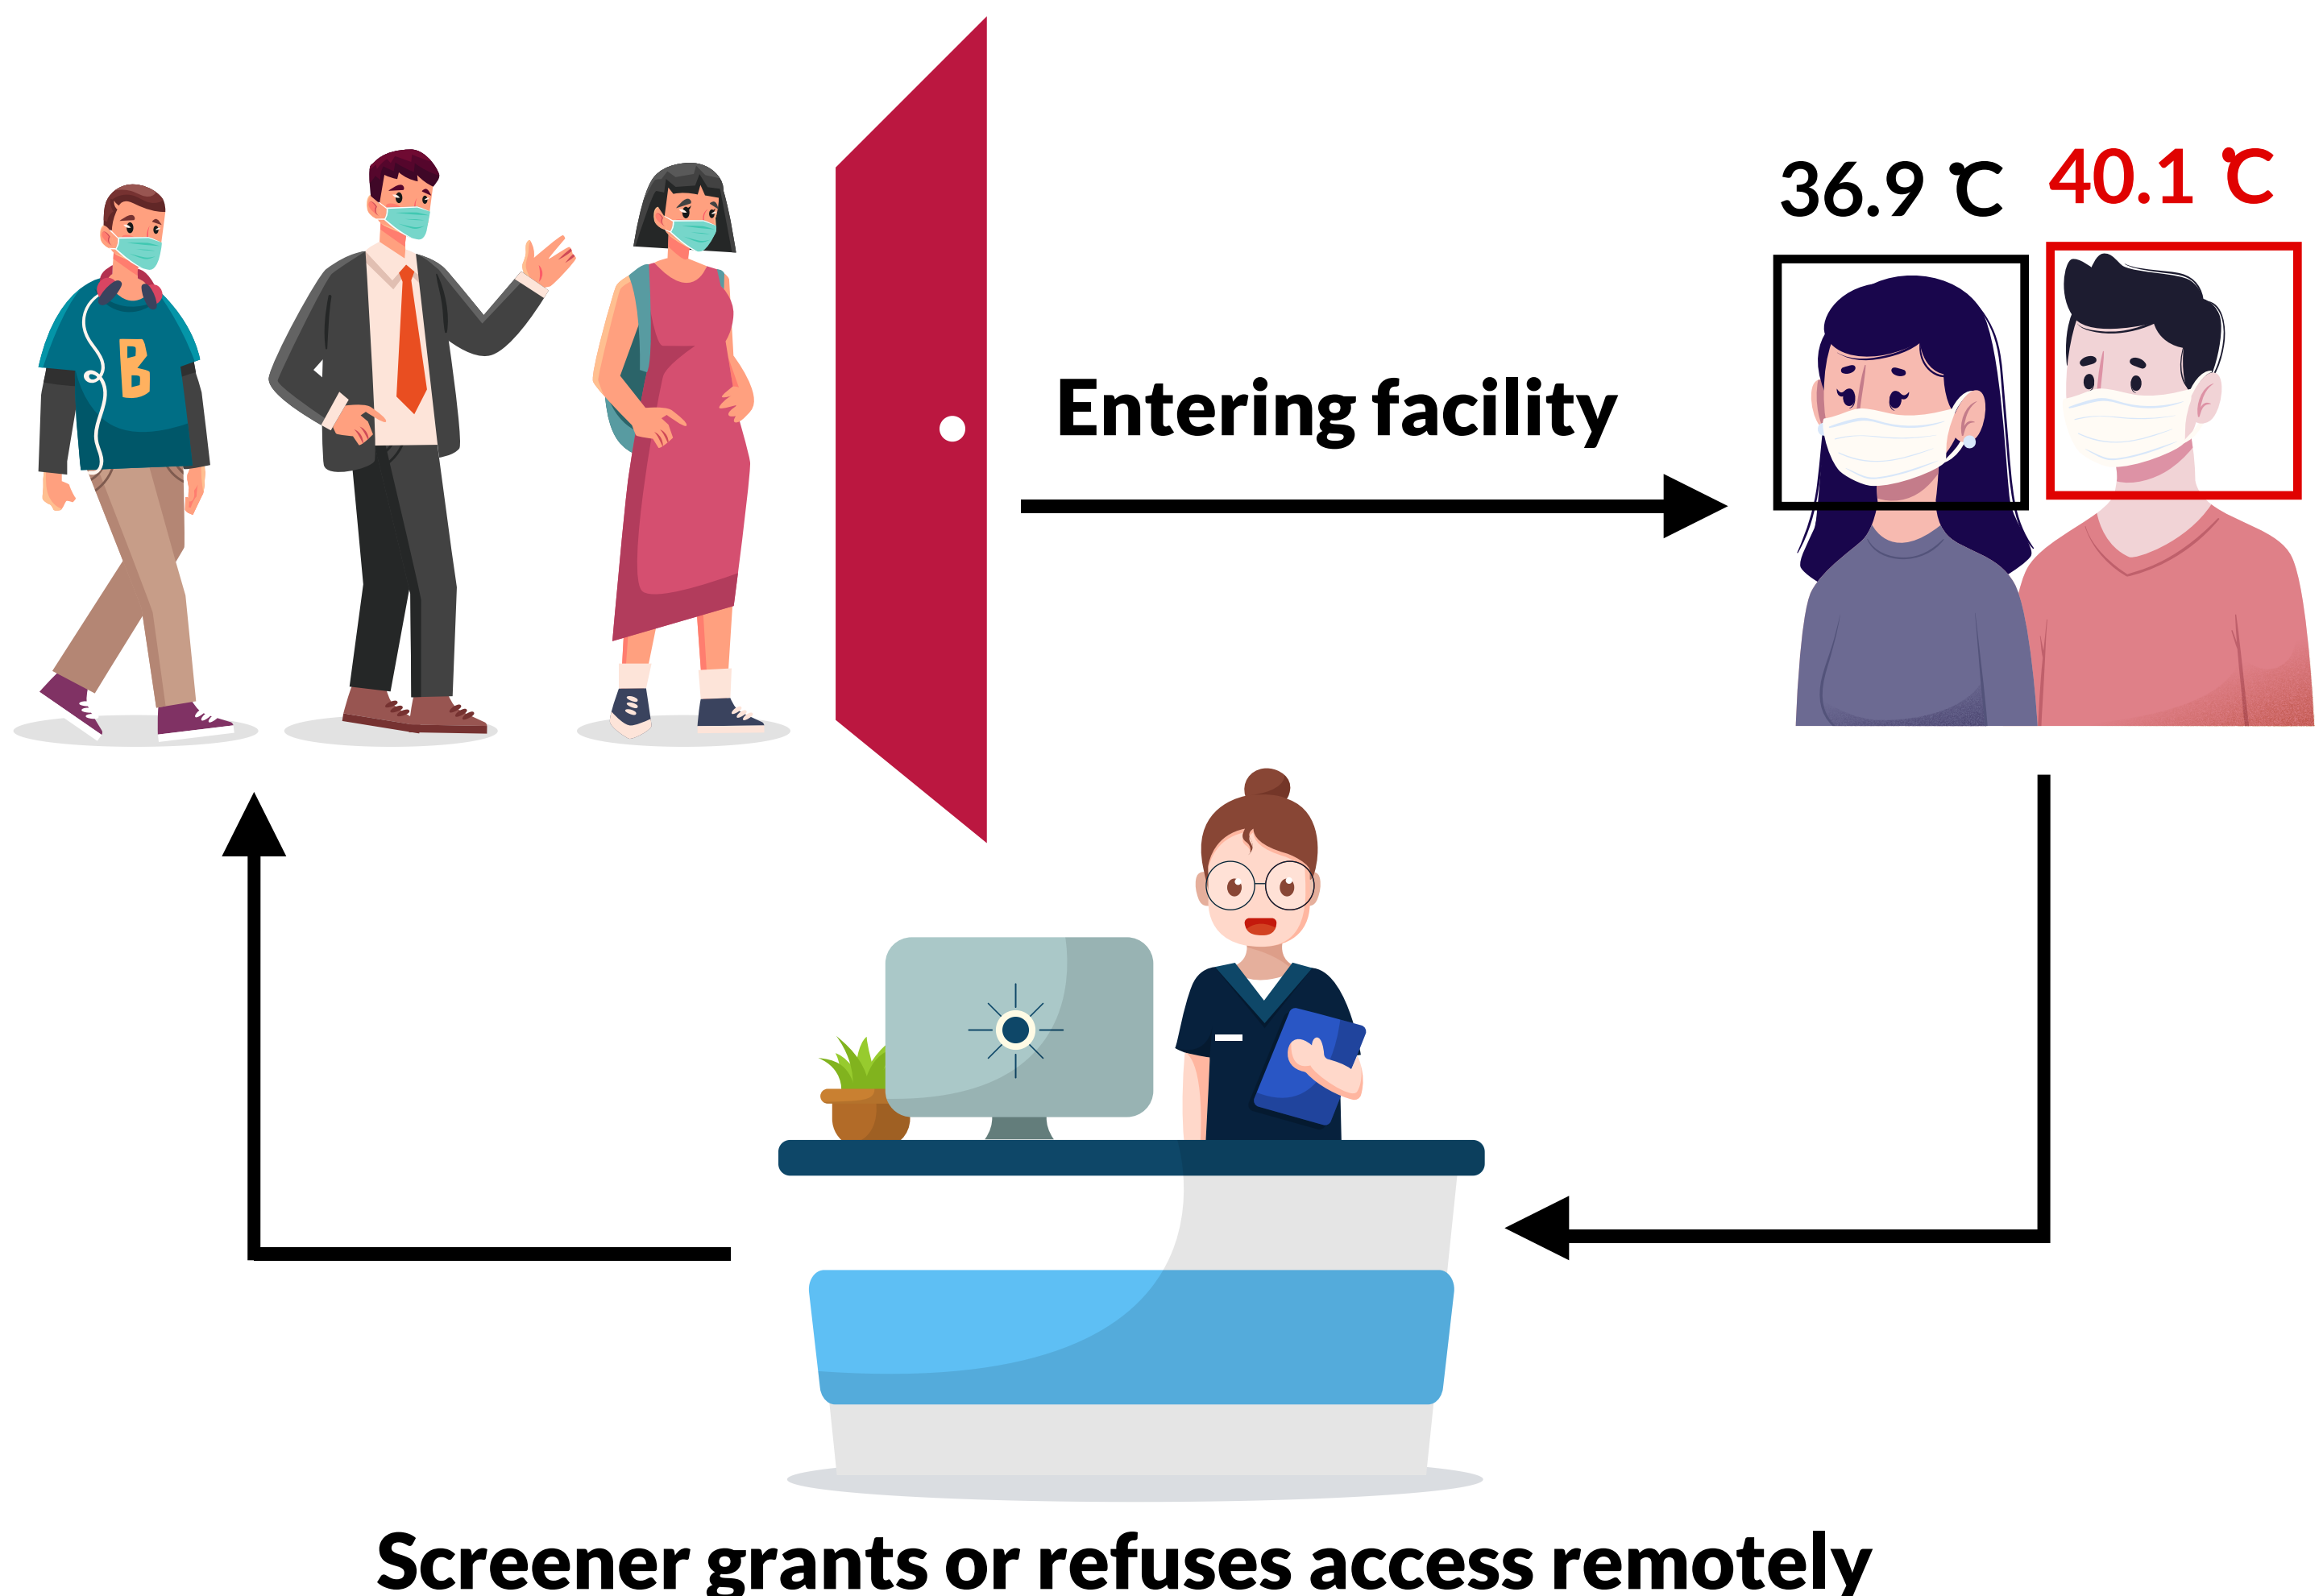 36.9 °C
40.1 °C
B
Entering facility
Screener grants or refuses access remotely